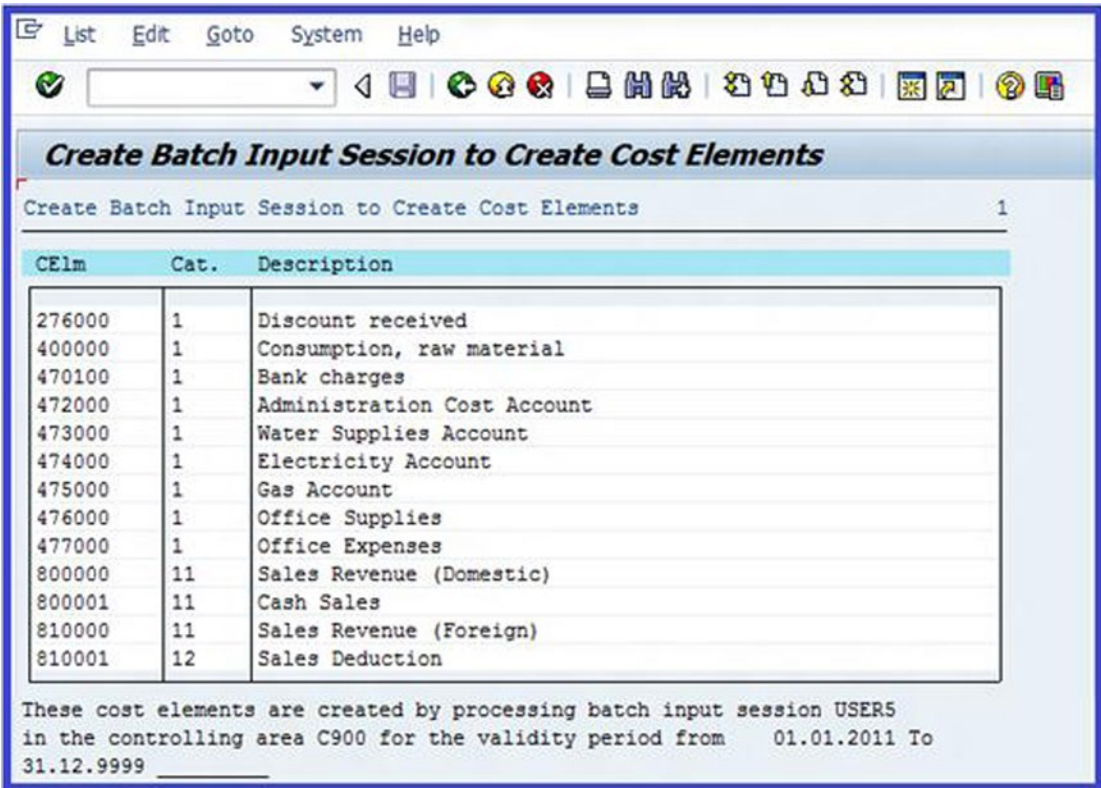 List Edit Goto System Help
Create Batch Input Session to Create Cost Elements
Create Batch Input Session to Create Cost Elements 1
CElm Cat. Description
276000 1 Discount received
400000 1 Consumption, raw material
470100 1 Bank charges
472000 1 Administration Cost Account
473000 1 Water Supplies Account
474000 1 Electricity Account
475000 1 Gas Account
476000 1 Office Supplies
477000 1 Office Expenses
800000 11 Sales Revenue (Domestic)
800001 11 Cash Sales
810000 11 Sales Revenue (Foreign)
810001 12 Sales Deduction
These cost elements are created by processing batch input session USER5
in the controlling area C900 for the validity period from 01.01.2011 To
31.12.9999